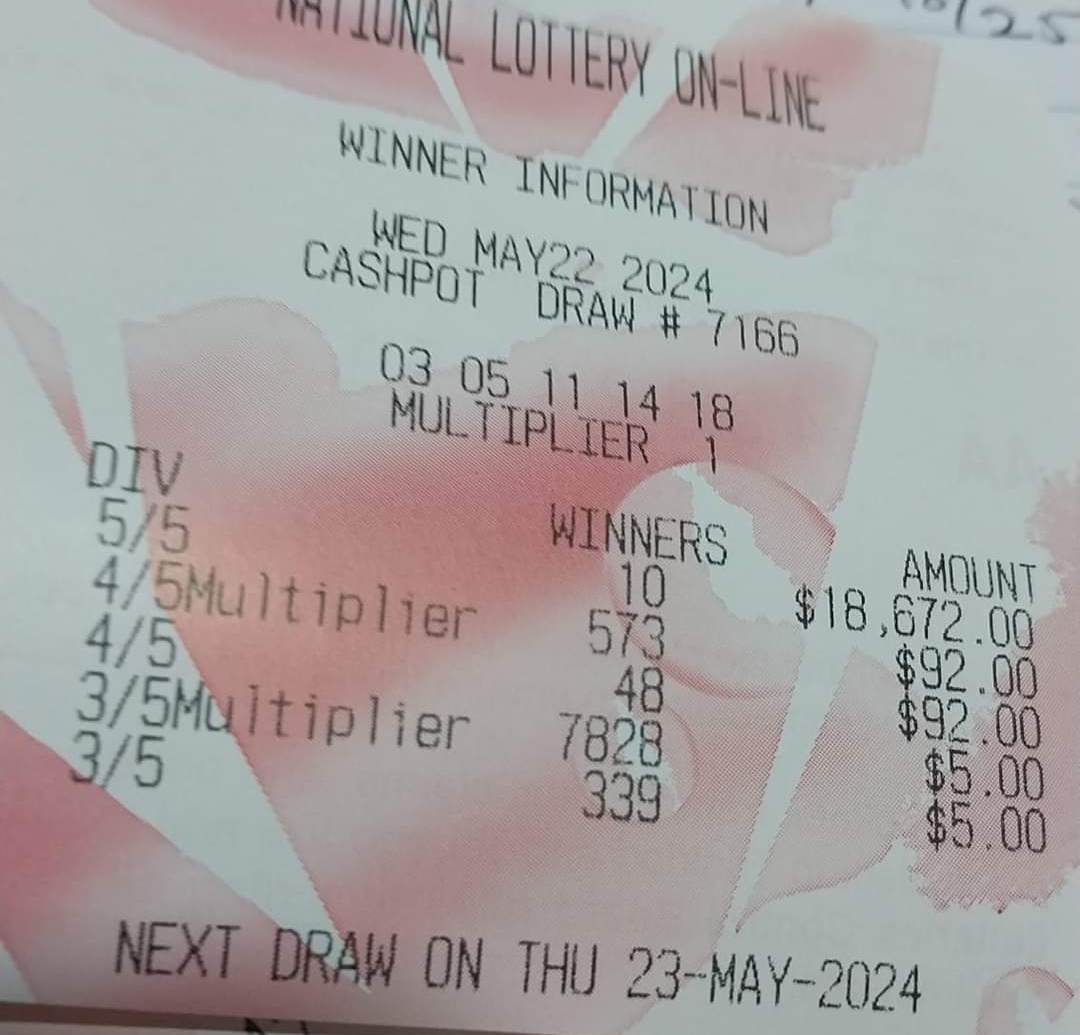 NATIONAL LOTTERY ON-LINE
WINNER INFORMATION
WED MAY22 2024
CASHPOT DRAW # 7166
03 05 11 14 18
MULTIPLIER 1
DIV WINNERS AMOUNT
5/5 10 $18,672.00
4/5Multiplier 573 $92.00
4/5 48 $92.00
3/5Multiplier 7828 $5.00
3/5 339 $5.00
NEXT DRAW ON THU 23-MAY-2024